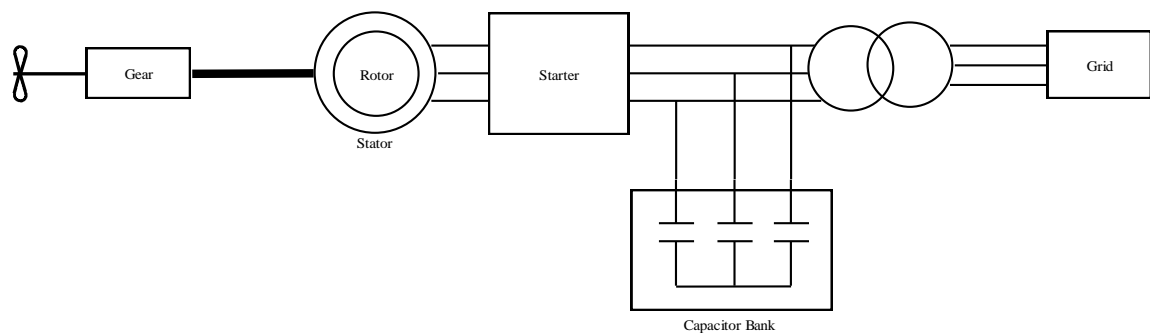 Gear
Rotor
Stator
Starter
Grid
Capacitor Bank